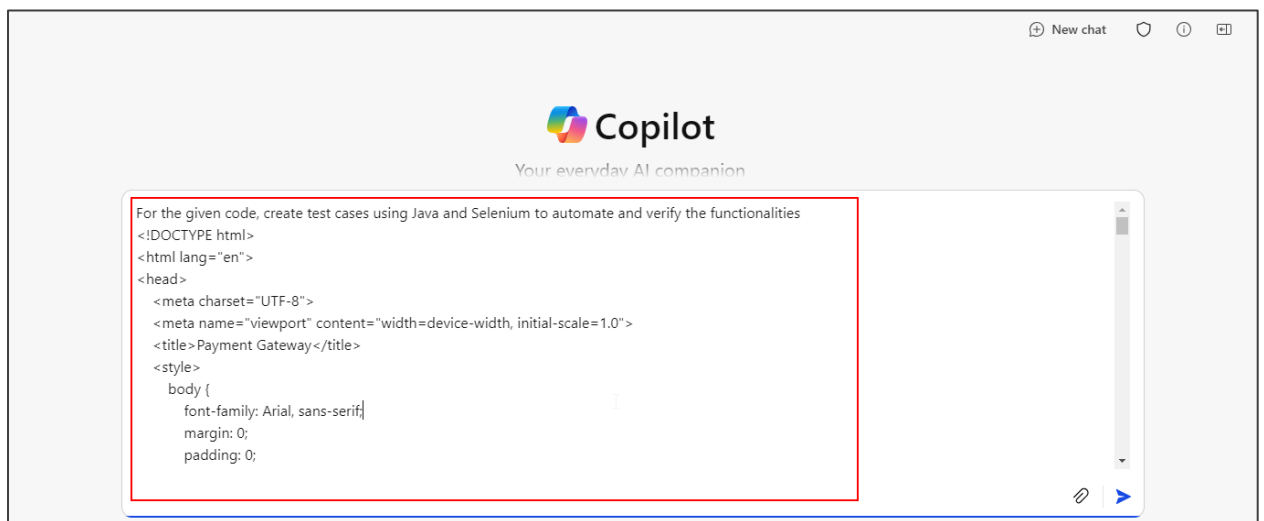 New chat
Copilot
Your everyday AI companion
For the given code, create test cases using Java and Selenium to automate and verify the functionalities
<!DOCTYPE html>
<html lang="en">
<head>
<meta charset="UTF-8">
<meta name="viewport" content="width=device-width, initial-scale=1.0">
<title>Payment Gateway</title>
<style>
body {
font-family: Arial, sans-serif;
margin: 0;
padding: 0;